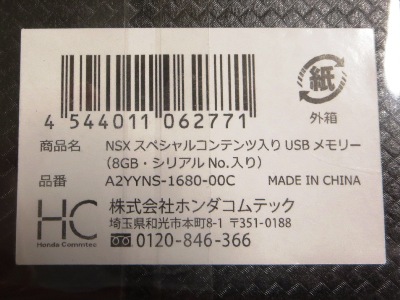 紙
外箱
4 544011 062771
商品名 NSX スペシャルコンテンツ入り USB メモリー
(8GB・シリアルNo.入り)
品番 A2YYNS-1680-00C MADE IN CHINA
HC
Honda Commtec
株式会社ホンダコムテック
埼玉県和光市本町8-1 〒351-0188
0120-846-366